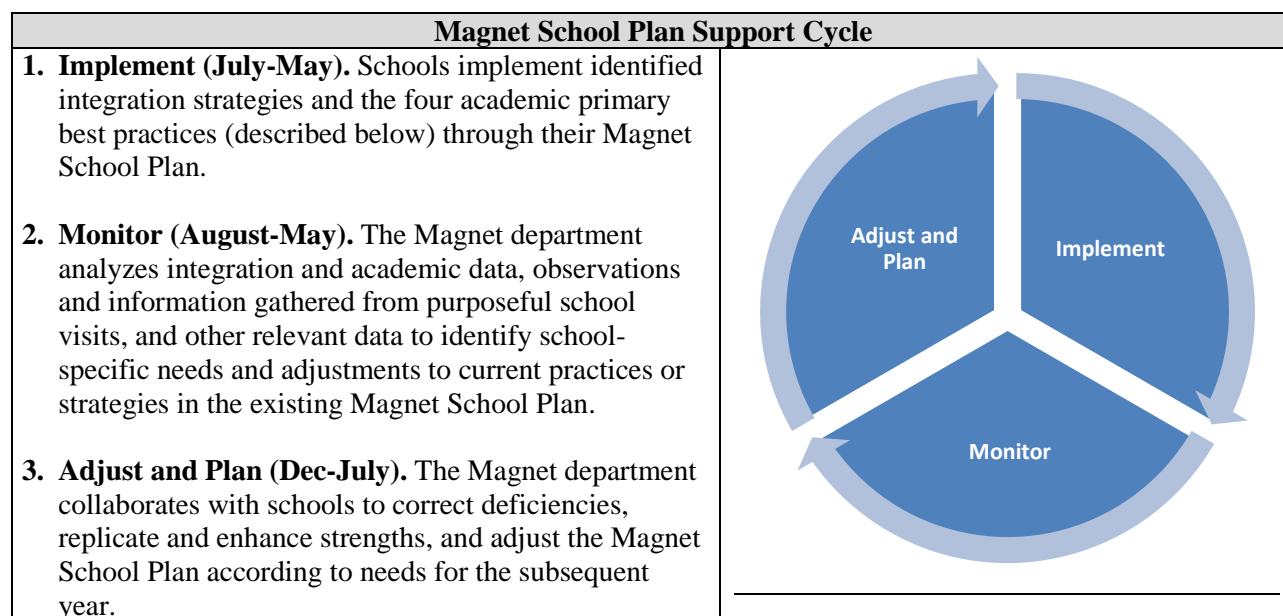 Magnet School Plan Support Cycle
1. Implement (July-May). Schools implement identified
integration strategies and the four academic primary
best practices (described below) through their Magnet
School Plan.
2. Monitor (August-May). The Magnet department
analyzes integration and academic data, observations
and information gathered from purposeful school
visits, and other relevant data to identify school-
specific needs and adjustments to current practices or
strategies in the existing Magnet School Plan.
3. Adjust and Plan (Dec-July). The Magnet department
collaborates with schools to correct deficiencies,
replicate and enhance strengths, and adjust the Magnet
School Plan according to needs for the subsequent
year.
Adjust and
Plan
Implement
Monitor